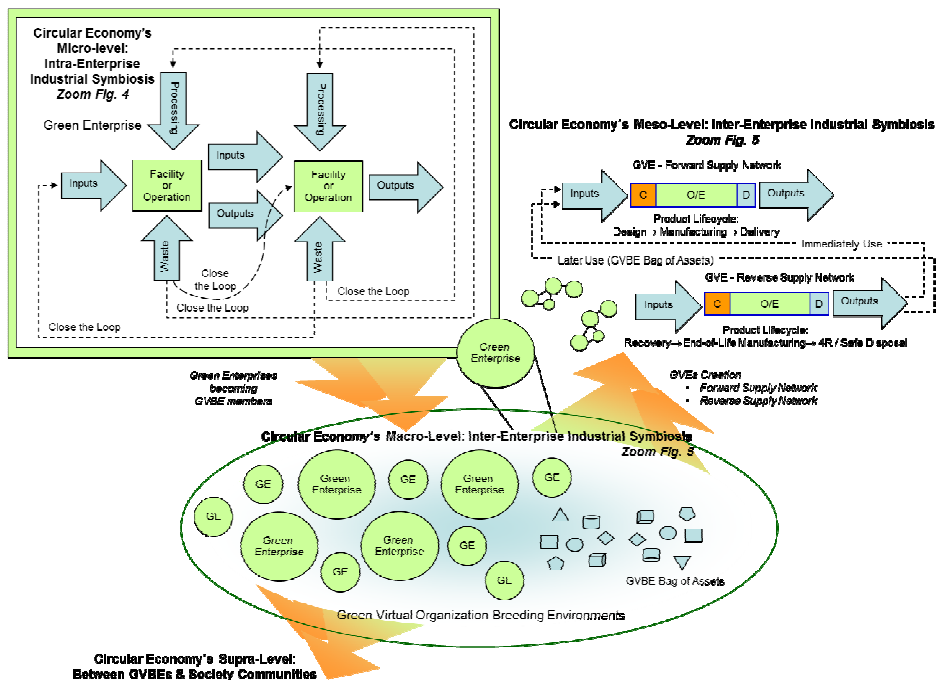 Circular Economy's
Micro-level:
Intra-Enterprise
Industrial Symbiosis
Zoom Fig. 4
Green Enterprise
Processing
Processing
Inputs
Facility
or
Operation
Inputs
Outputs
Facility
or
Operation
Outputs
Waste
Waste
Close
the Loop
Close the Loop
Close the Loop
Close the Loop
Circular Economy's Meso-Level: Inter-Enterprise Industrial Symbiosis
Zoom Fig. 5
GVE - Forward Supply Network
Inputs
C
O/E
D
Outputs
Product Lifecycle:
Design → Manufacturing → Delivery
Immediately Use
Later Use (GVBE Bag of Assets)
GVE - Reverse Supply Network
Inputs
C
O/E
D
Outputs
Product Lifecycle:
Recovery→ End-of-Life Manufacturing→ 4R / Safe Disposal
Green
Enterprise
Green Enterprises
becoming
GVBE members
GVEs Creation
• Forward Supply Network
• Reverse Supply Network
Circular Economy's Macro-Level: Inter-Enterprise Industrial Symbiosis
Zoom Fig. 3
GE
Green
Enterprise
GE
Green
Enterprise
GE
GE
Green
Enterprise
GE
Green
Enterprise
GE
GE
GVBE Bag of Assets
Green Virtual Organization Breeding Environments
Circular Economy's Supra-Level:
Between GVBEs & Society Communities